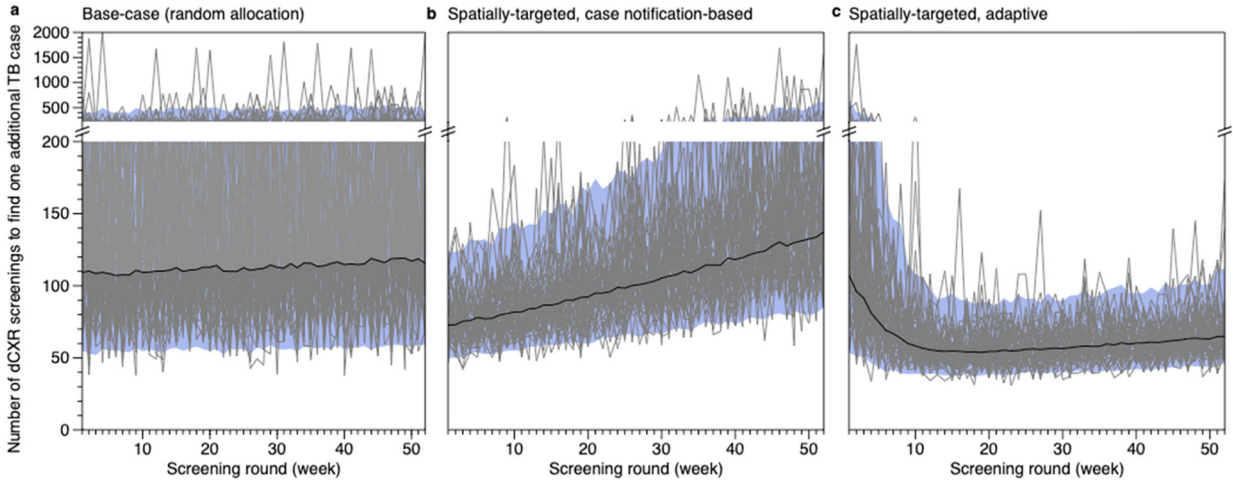 a Base-case (random allocation)
b Spatially-targeted, case notification-based
c Spatially-targeted, adaptive
Number of dCXR screenings to find one additional TB case
2000
1500
1000
500
200
150
100
50
0
10 20 30 40 50
Screening round (week)
10 20 30 40 50
Screening round (week)
10 20 30 40 50
Screening round (week)